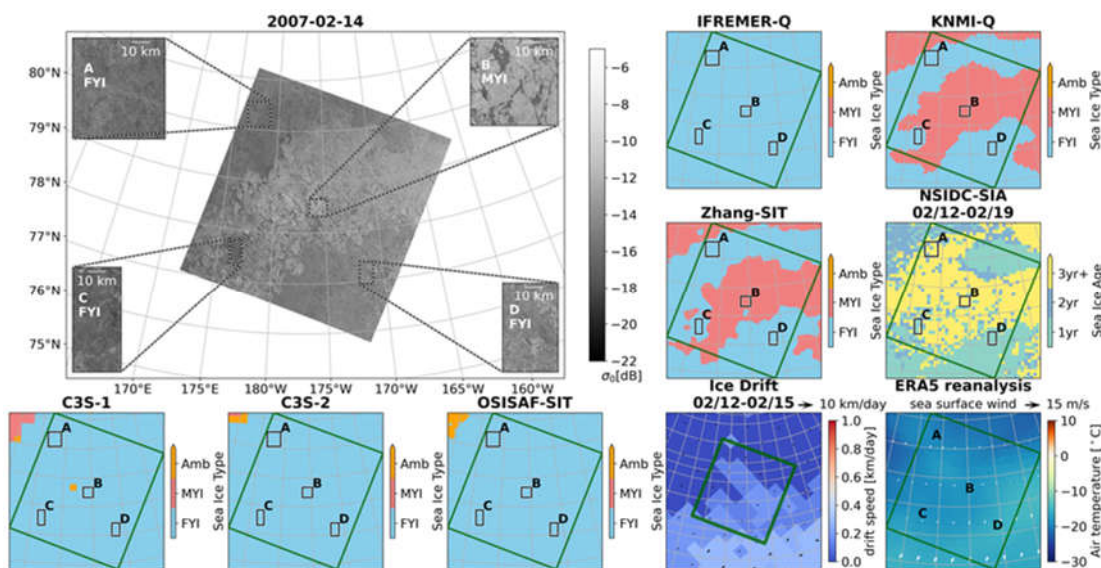 2007-02-14
A
FYI
10 km
B
MYI
10 km
C
FYI
10 km
D
FYI
10 km
80°N
79°N
78°N
77°N
76°N
75°N
170°E
175°E
180°
175°W
170°W
165°W
160°W
−6
−8
−10
−12
−14
−16
−18
−20
−22
σ₀[dB]
IFREMER-Q
A
B
C
D
Amb
MYI
FYI
Sea Ice Type
KNMI-Q
A
B
C
D
Amb
MYI
FYI
Sea Ice Type
Zhang-SIT
A
B
C
D
Amb
MYI
FYI
Sea Ice Type
NSIDC-SIA
02/12-02/19
A
B
C
D
3yr+
2yr
1yr
Sea Ice Age
C3S-1
A
B
C
D
Amb
MYI
FYI
Sea Ice Type
C3S-2
A
B
C
D
Amb
MYI
FYI
Sea Ice Type
OSISAF-SIT
A
B
C
D
Amb
MYI
FYI
Sea Ice Type
Ice Drift
02/12-02/15
10 km/day
1.0
0.8
0.6
0.4
0.2
0.0
drift speed [km/day]
ERA5 reanalysis
sea surface wind
15 m/s
A
B
C
D
10
0
−10
−20
−30
Air temperature [°C]